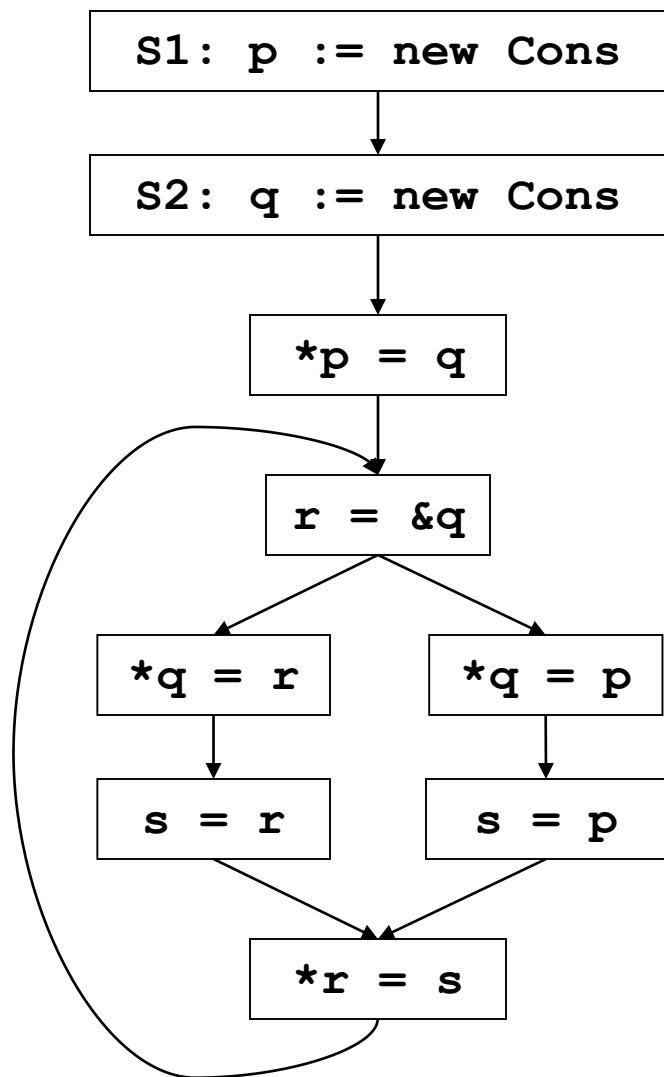 S1: p := new Cons
S2: q := new Cons
*p = q
r = &q
*q = r
*q = p
s = r
s = p
*r = s